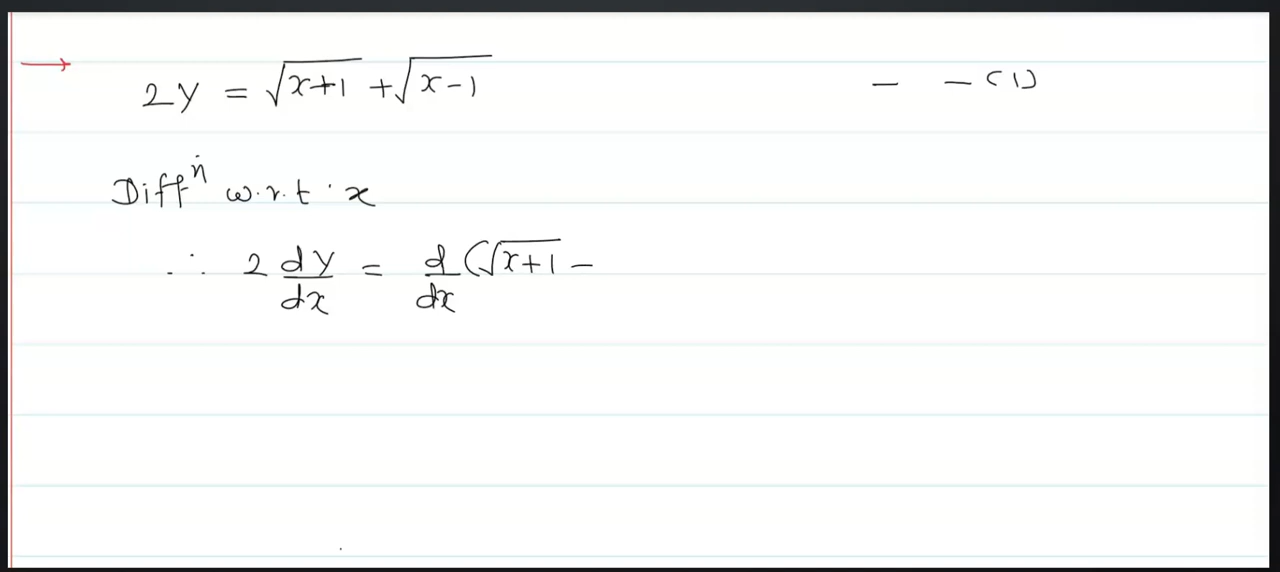 2y = √x+1 + √x-1 - - (1)
Diffⁿ w.r.t. x
∴ 2 dy/dx = d/dx (√x+1 -